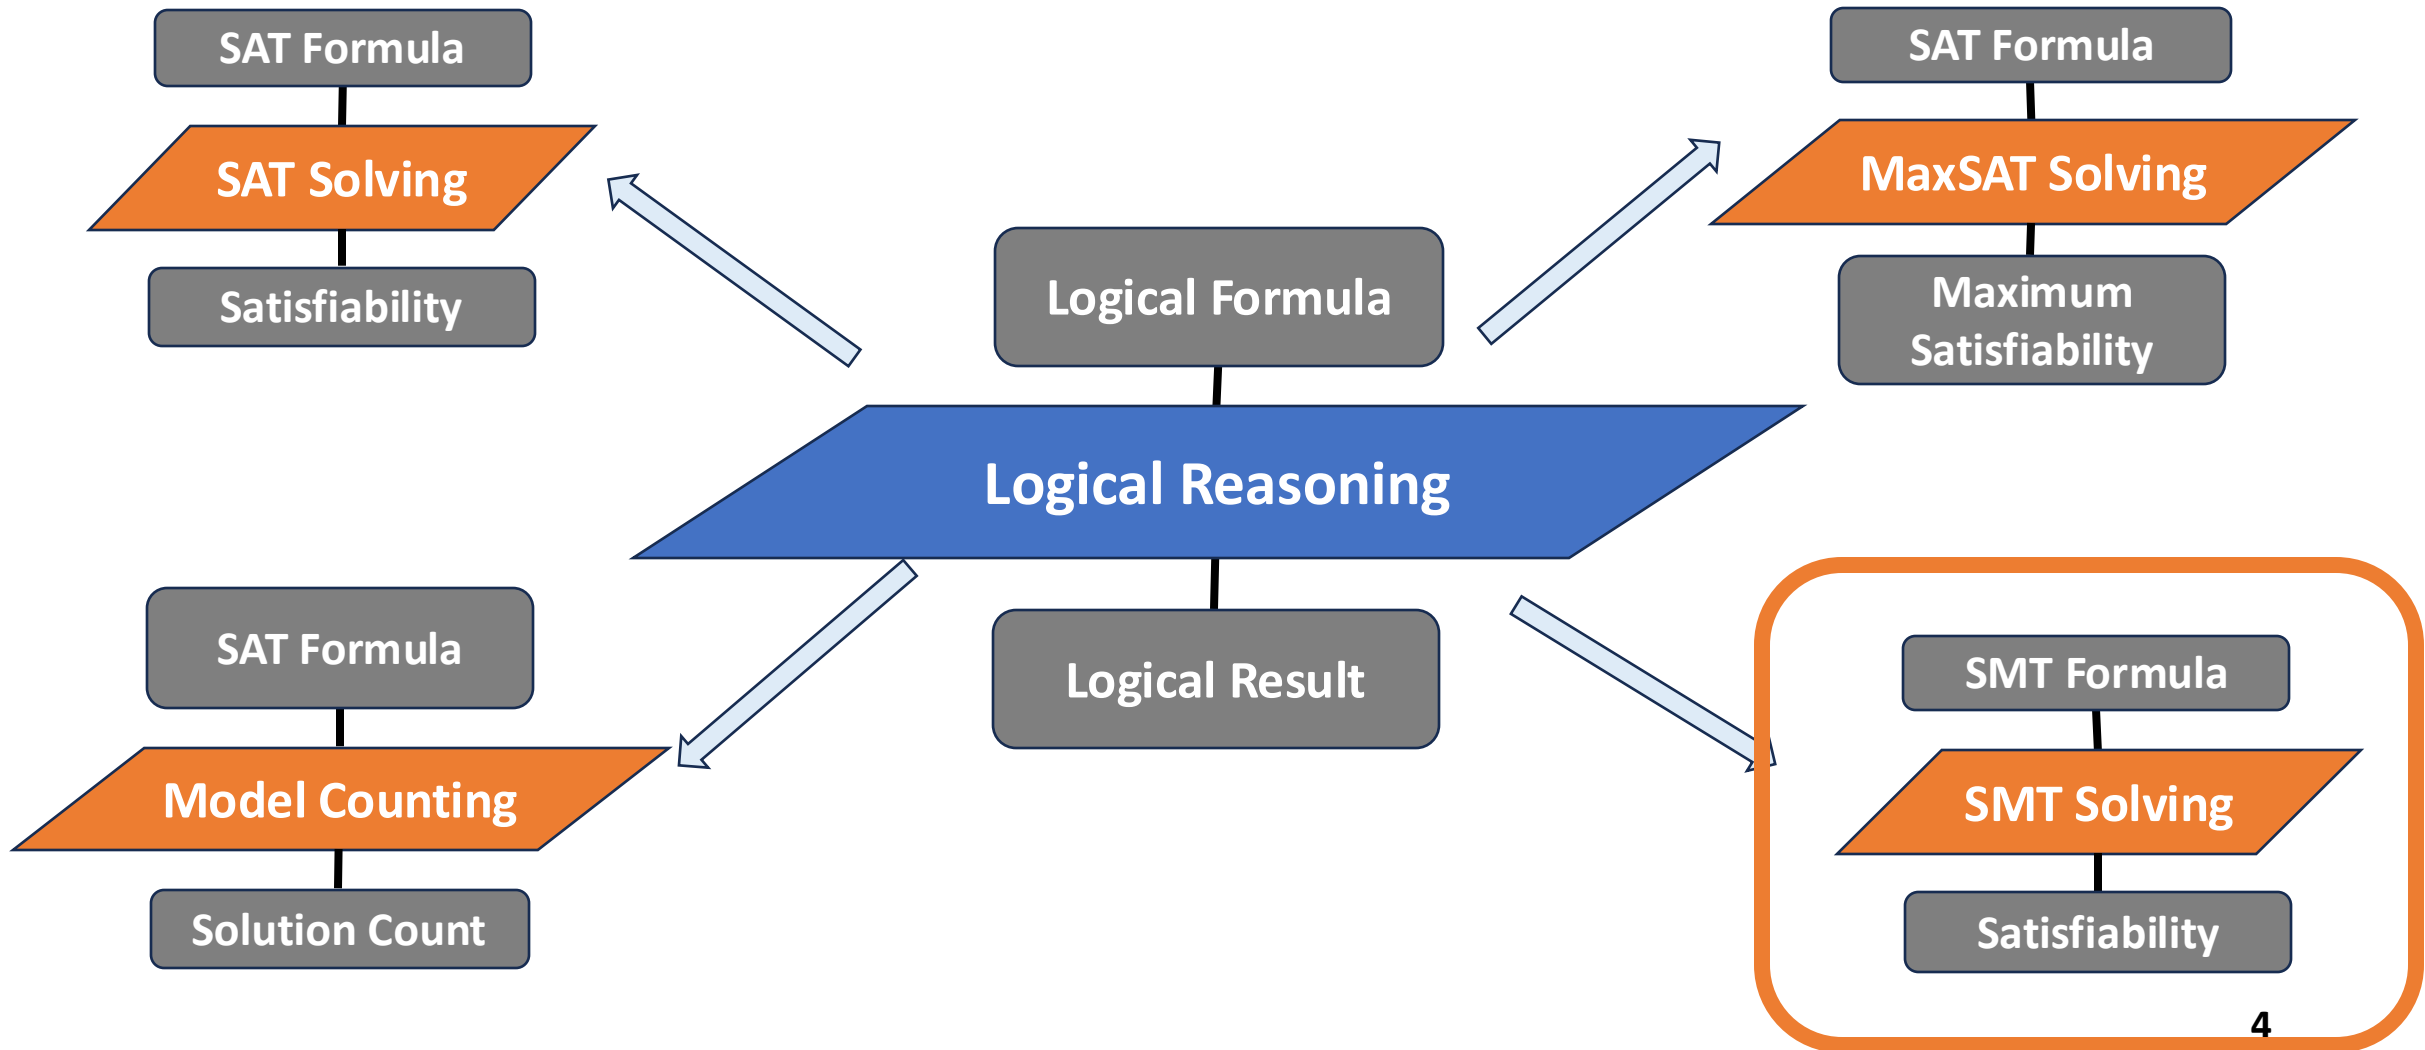 SAT Formula
SAT Solving
Satisfiability
SAT Formula
MaxSAT Solving
Maximum
Satisfiability
Logical Formula
Logical Reasoning
Logical Result
SAT Formula
Model Counting
Solution Count
SMT Formula
SMT Solving
Satisfiability
4